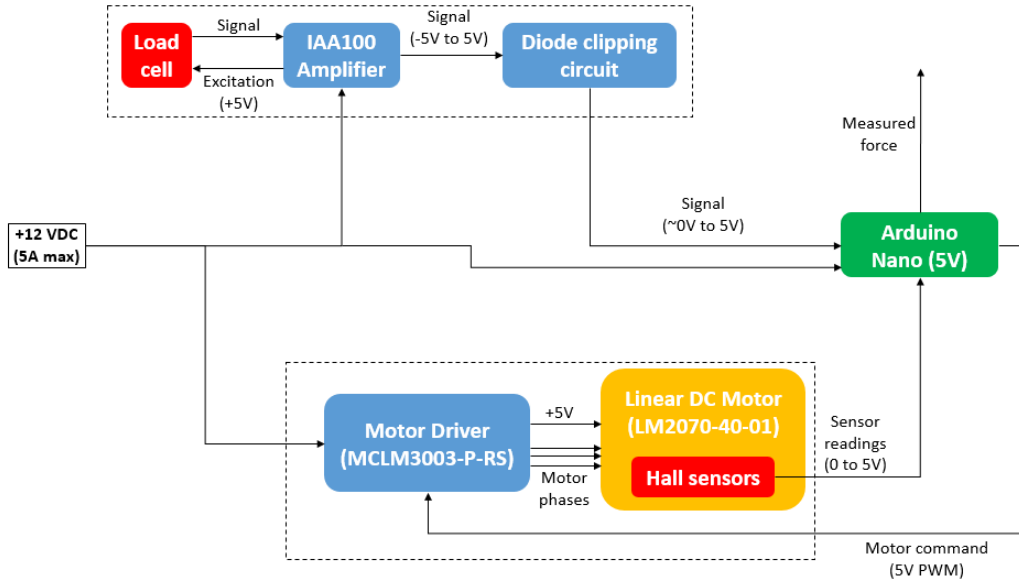 Load
cell
Signal
Excitation
(+5V)
IAA100
Amplifier
Signal
(-5V to 5V)
Diode clipping
circuit
Measured
force
Signal
(~0V to 5V)
+12 VDC
(5A max)
Arduino
Nano (5V)
Motor Driver
(MCLM3003-P-RS)
+5V
Motor
phases
Linear DC Motor
(LM2070-40-01)
Hall sensors
Sensor
readings
(0 to 5V)
Motor command
(5V PWM)